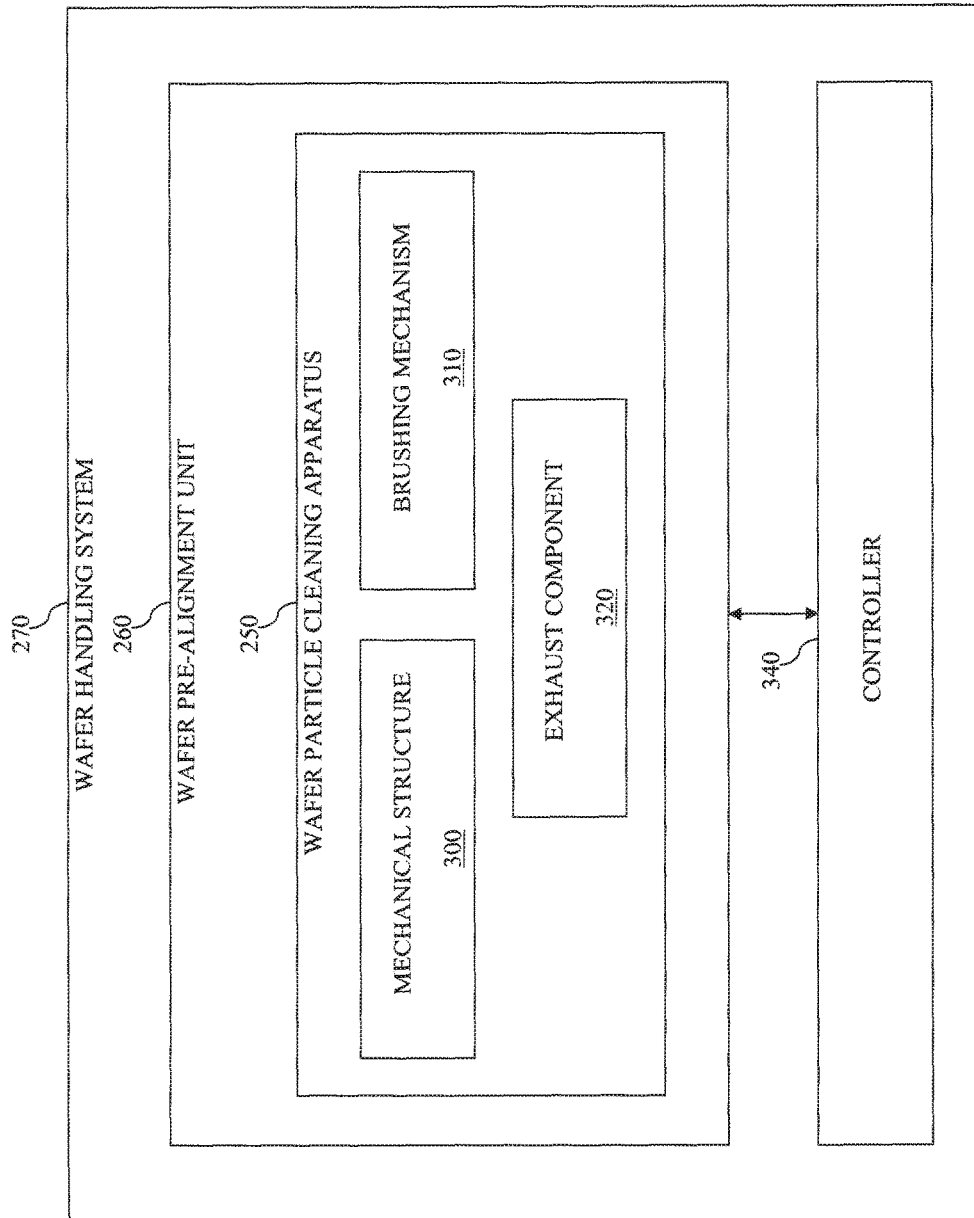 270
WAFER HANDLING SYSTEM
260
WAFER PRE-ALIGNMENT UNIT
250
WAFER PARTICLE CLEANING APPARATUS
MECHANICAL STRUCTURE
300
BRUSHING MECHANISM
310
EXHAUST COMPONENT
320
340
CONTROLLER